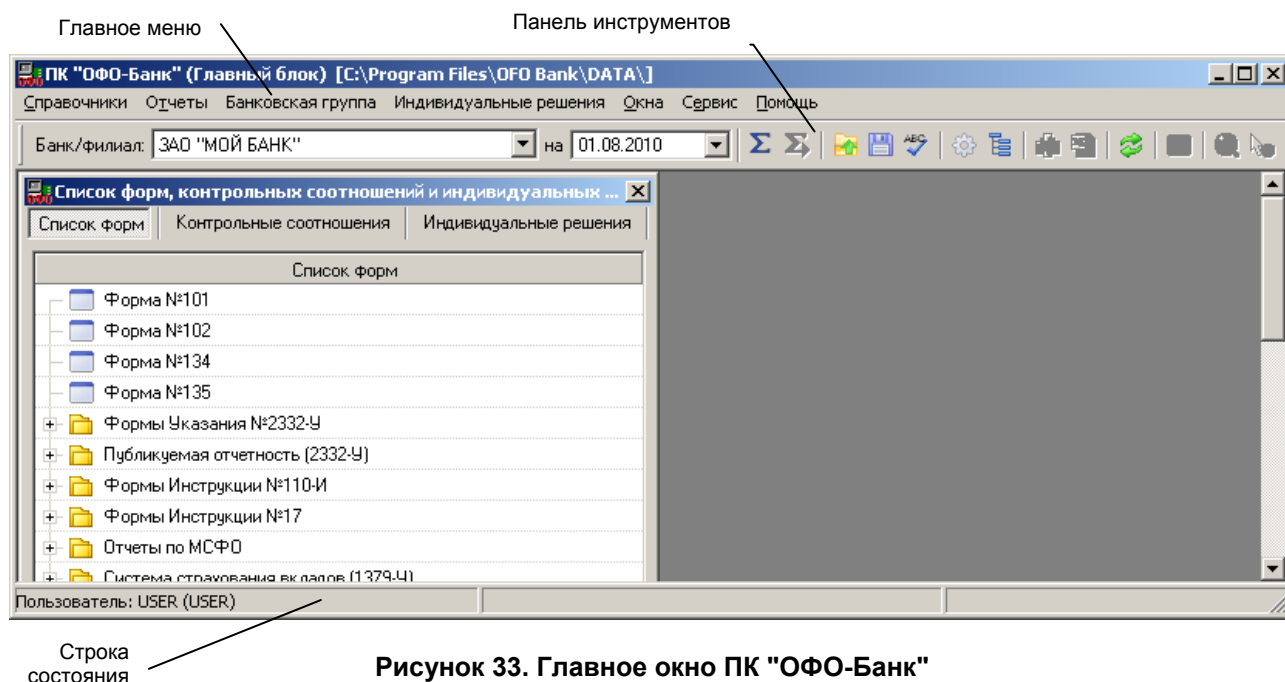 Главное меню
Панель инструментов
ПК "ОФО-Банк" (Главный блок) [C:\Program Files\OFO Bank\DATA\]
Справочники Отчеты Банковская группа Индивидуальные решения Окна Сервис Помощь
Банк/филиал: ЗАО "МОЙ БАНК" на 01.08.2010
Список форм, контрольных соотношений и индивидуальных ...
Список форм Контрольные соотношения Индивидуальные решения
Список форм
Форма №101
Форма №102
Форма №134
Форма №135
Формы Указания №2332-У
Публикуемая отчетность (2332-У)
Формы Инструкции №110-И
Формы Инструкции №17
Отчеты по МСФО
Система страхования вкладов (1379-У)
Пользователь: USER (USER)
Строка
состояния
Рисунок 33. Главное окно ПК "ОФО-Банк"